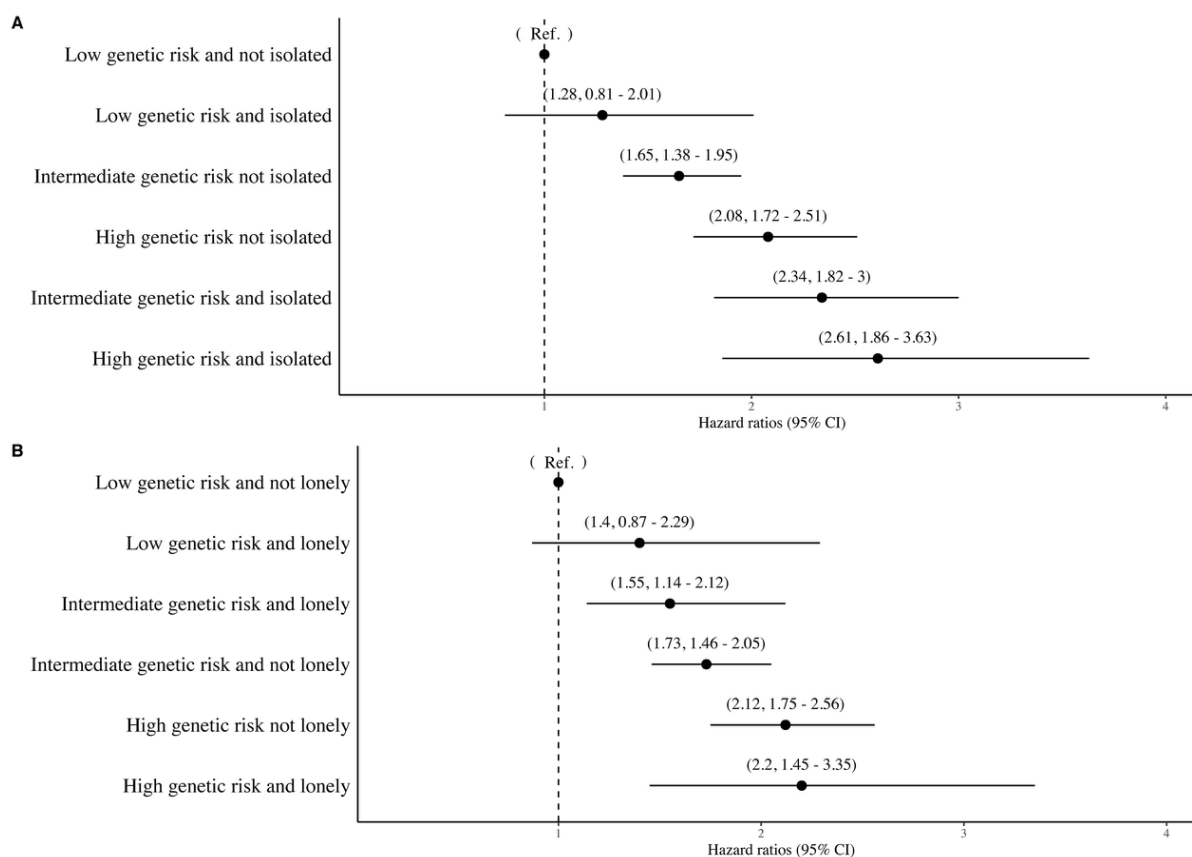 A
( Ref. )
Low genetic risk and not isolated
(1.28, 0.81 - 2.01)
Low genetic risk and isolated
(1.65, 1.38 - 1.95)
Intermediate genetic risk not isolated
(2.08, 1.72 - 2.51)
High genetic risk not isolated
(2.34, 1.82 - 3)
Intermediate genetic risk and isolated
(2.61, 1.86 - 3.63)
High genetic risk and isolated
1 2 3 4
Hazard ratios (95% CI)
B
( Ref. )
Low genetic risk and not lonely
(1.4, 0.87 - 2.29)
Low genetic risk and lonely
(1.55, 1.14 - 2.12)
Intermediate genetic risk and lonely
(1.73, 1.46 - 2.05)
Intermediate genetic risk and not lonely
(2.12, 1.75 - 2.56)
High genetic risk not lonely
(2.2, 1.45 - 3.35)
High genetic risk and lonely
1 2 3 4
Hazard ratios (95% CI)